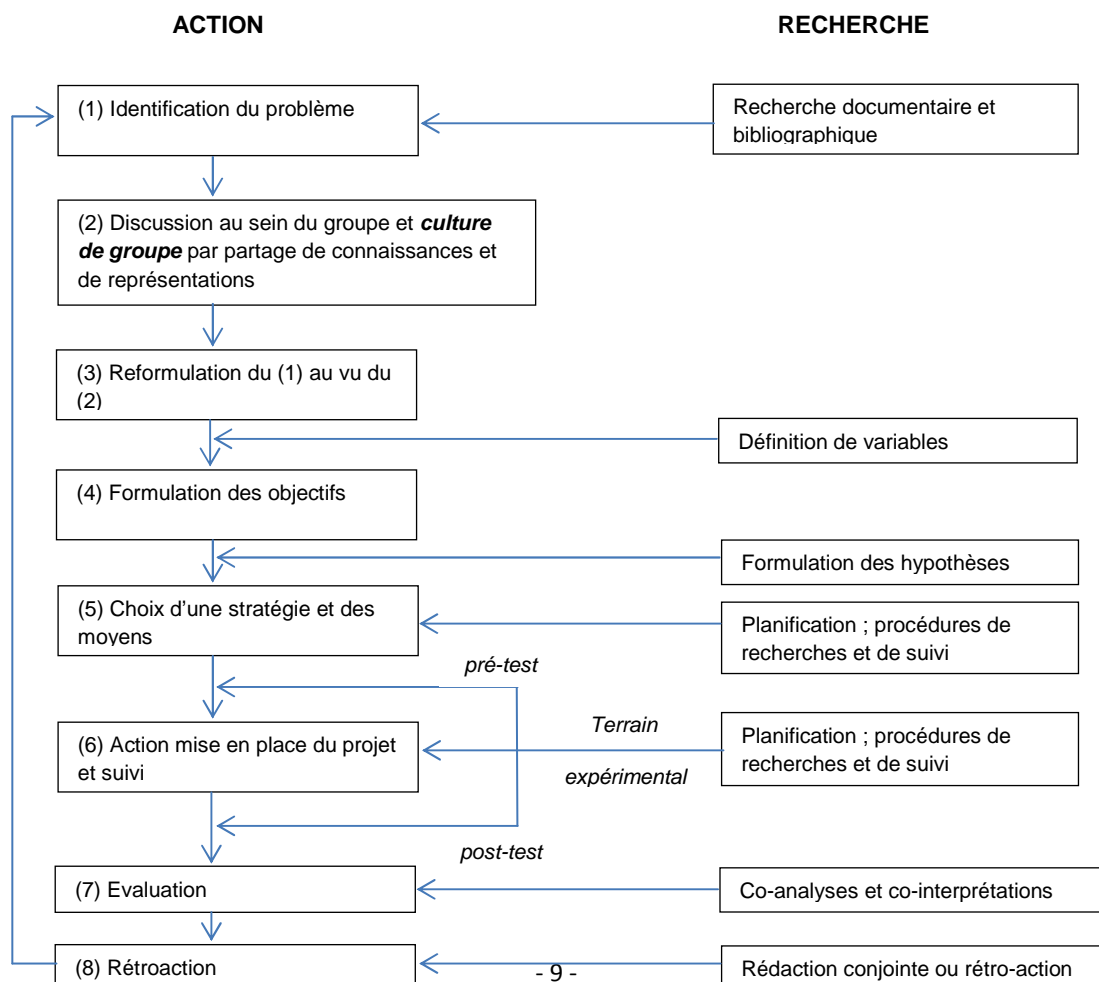 ACTION
RECHERCHE
(1) Identification du problème
Recherche documentaire et
bibliographique
(2) Discussion au sein du groupe et culture
de groupe par partage de connaissances et
de représentations
(3) Reformulation du (1) au vu du
(2)
Définition de variables
(4) Formulation des objectifs
Formulation des hypothèses
(5) Choix d’une stratégie et des
moyens
Planification ; procédures de
recherches et de suivi
pré-test
(6) Action mise en place du projet
et suivi
Terrain
expérimental
Planification ; procédures de
recherches et de suivi
post-test
(7) Evaluation
Co-analyses et co-interprétations
(8) Rétroaction
- 9 -
Rédaction conjointe ou rétro-action